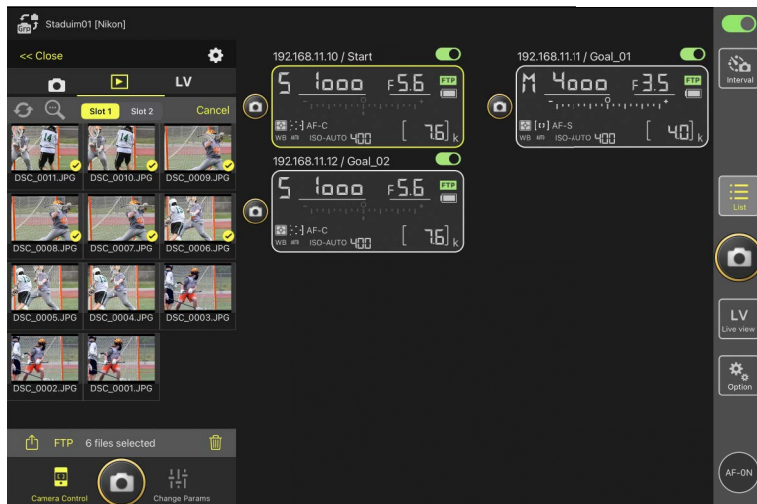 Grp Staduim01 [Nikon]
<< Close
LV
Slot 1 Slot 2 Cancel
DSC_0011.JPG DSC_0010.JPG DSC_0009.JPG
DSC_0008.JPG DSC_0007.JPG DSC_0006.JPG
DSC_0005.JPG DSC_0004.JPG DSC_0003.JPG
DSC_0002.JPG DSC_0001.JPG
FTP 6 files selected
Camera Control Change Params
192.168.11.10 / Start
S 1000 F5.6 FTP
AF-C
WB ISO-AUTO 400 [ 7.6] k
192.168.11.11 / Goal_01
M 4000 F3.5 FTP
AF-S
WB ISO-AUTO 400 [ 4.0] k
192.168.11.12 / Goal_02
S 1000 F5.6 FTP
AF-C
WB ISO-AUTO 400 [ 7.6] k
Interval
List
LV
Live view
Option
AF-ON